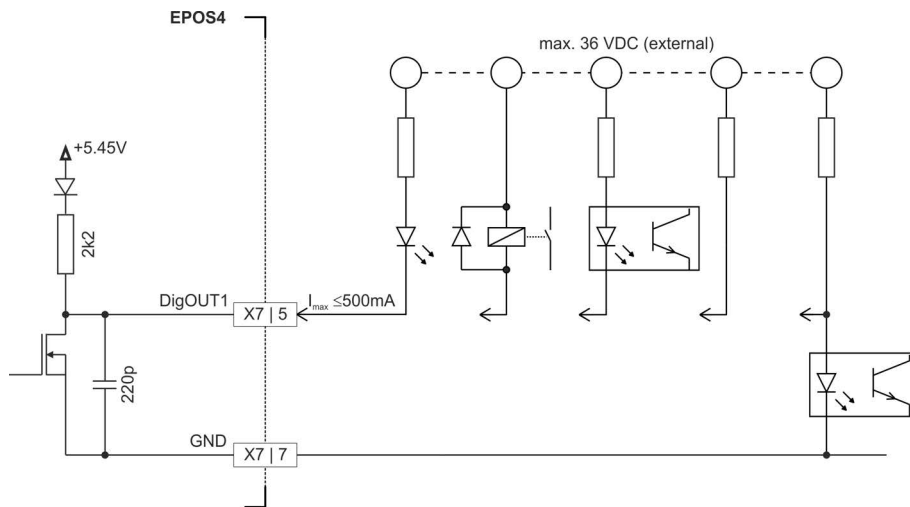 EPOS4
max. 36 VDC (external)
+5.45V
2k2
DigOUT1
X7 | 5
Imax ≤500mA
220p
GND
X7 | 7